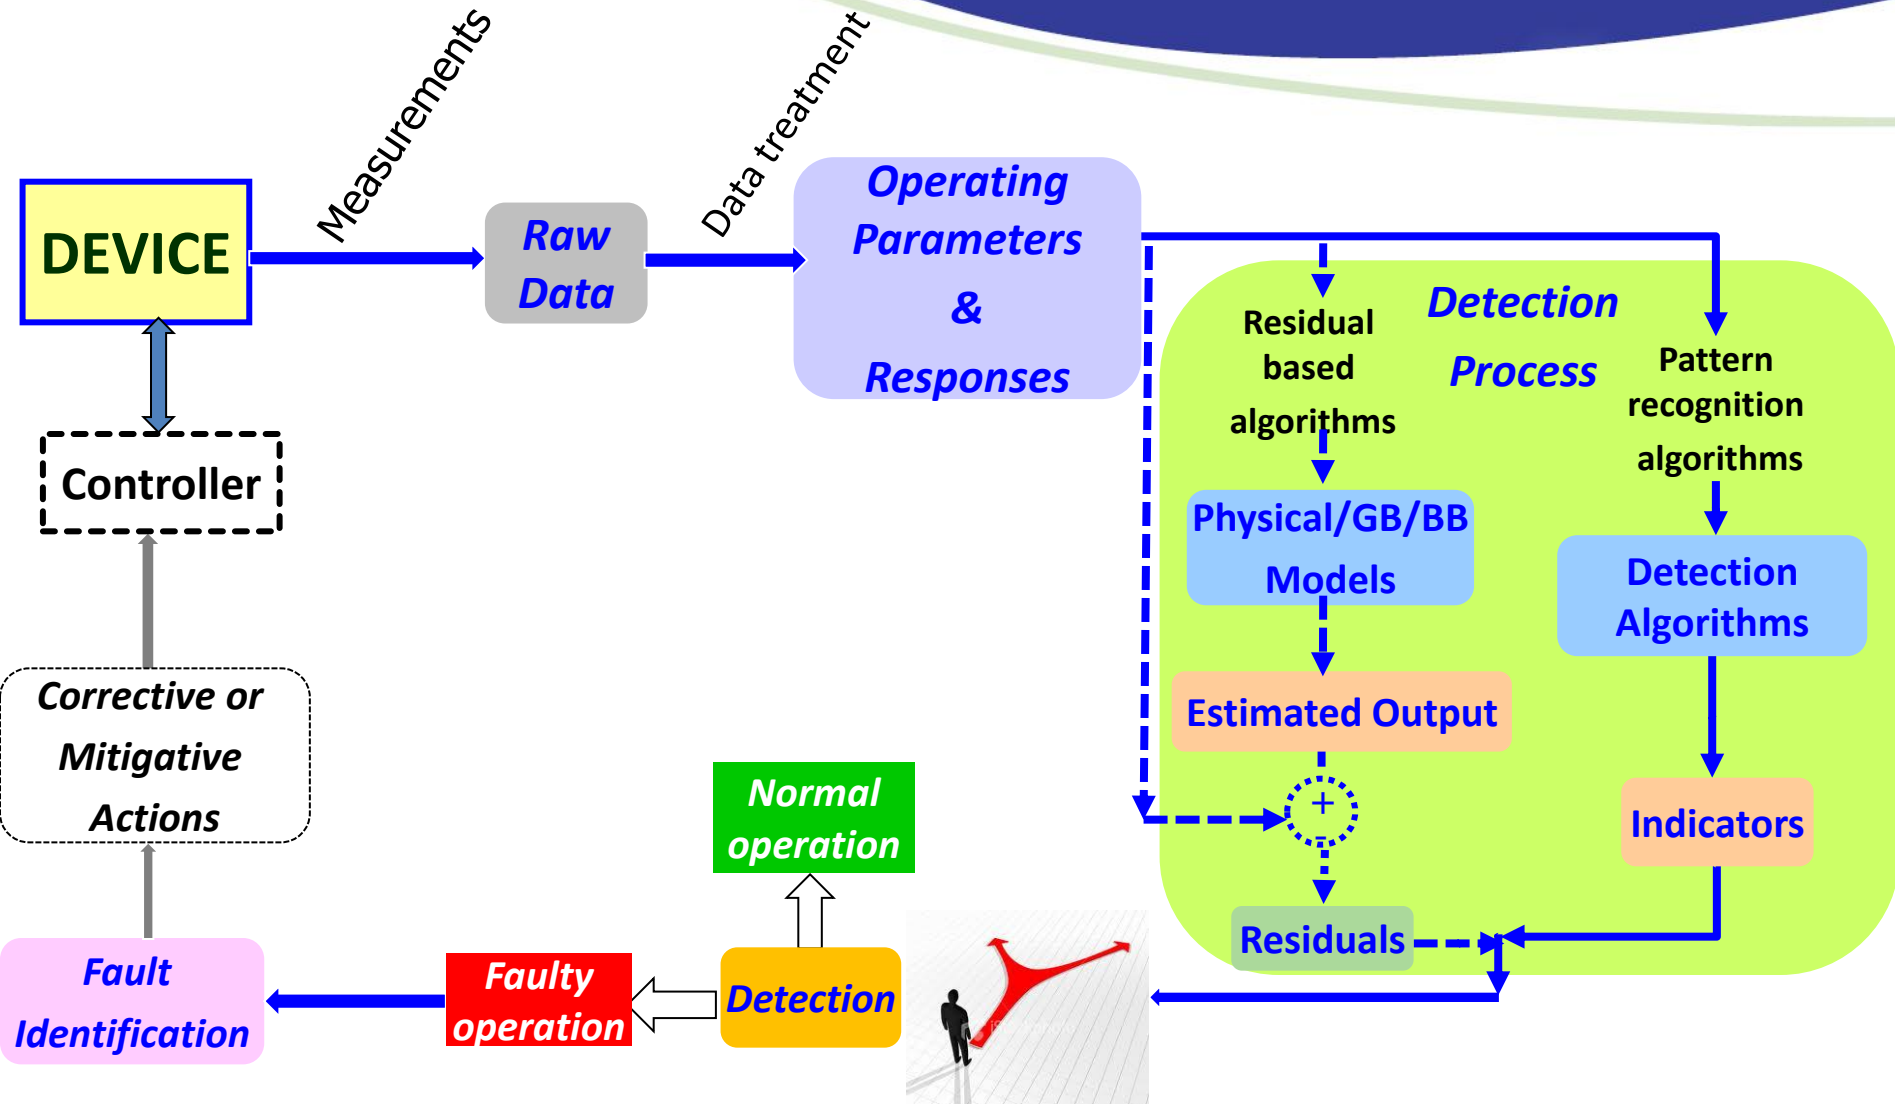 Measurements
Data treatment
DEVICE
Raw
Data
Operating
Parameters
&
Responses
Detection
Process
Residual
based
algorithms
Pattern
recognition
algorithms
Controller
Physical/GB/BB
Models
Detection
Algorithms
Estimated Output
Corrective or
Mitigative
Actions
+
-
Indicators
Normal
operation
Residuals
Fault
Identification
Faulty
operation
Detection